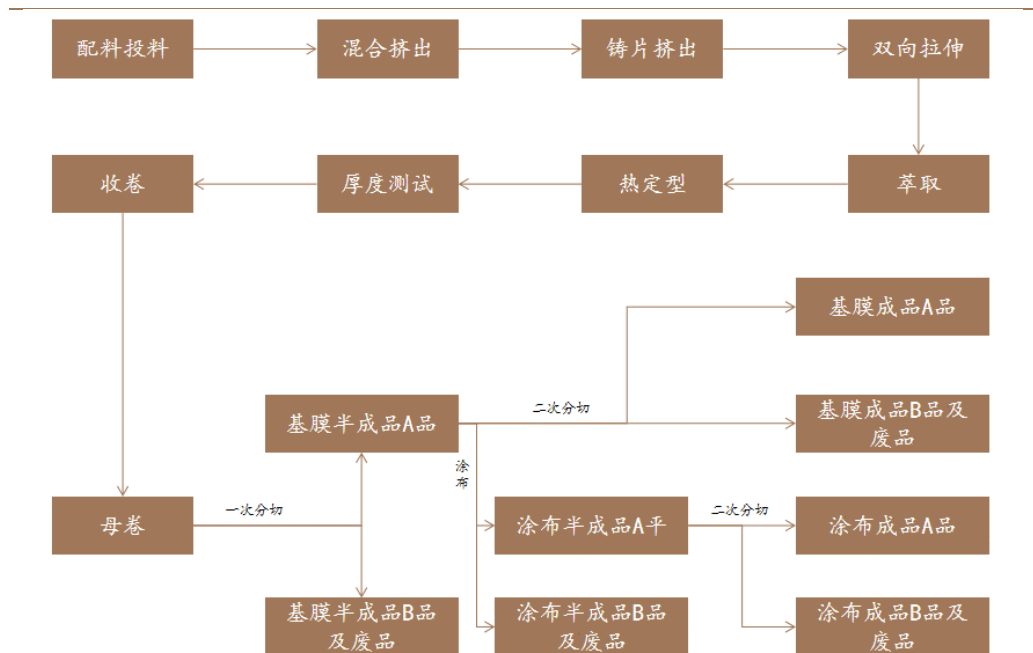 配料投料
混合挤出
铸片挤出
双向拉伸
收卷
厚度测试
热定型
萃取
基膜成品A品
二次分切
基膜半成品A品
基膜成品B品及
废品
涂
布
一次分切
母卷
涂布半成品A平
二次分切
涂布成品A品
基膜半成品B品
及废品
涂布半成品B品
及废品
涂布成品B品及
废品